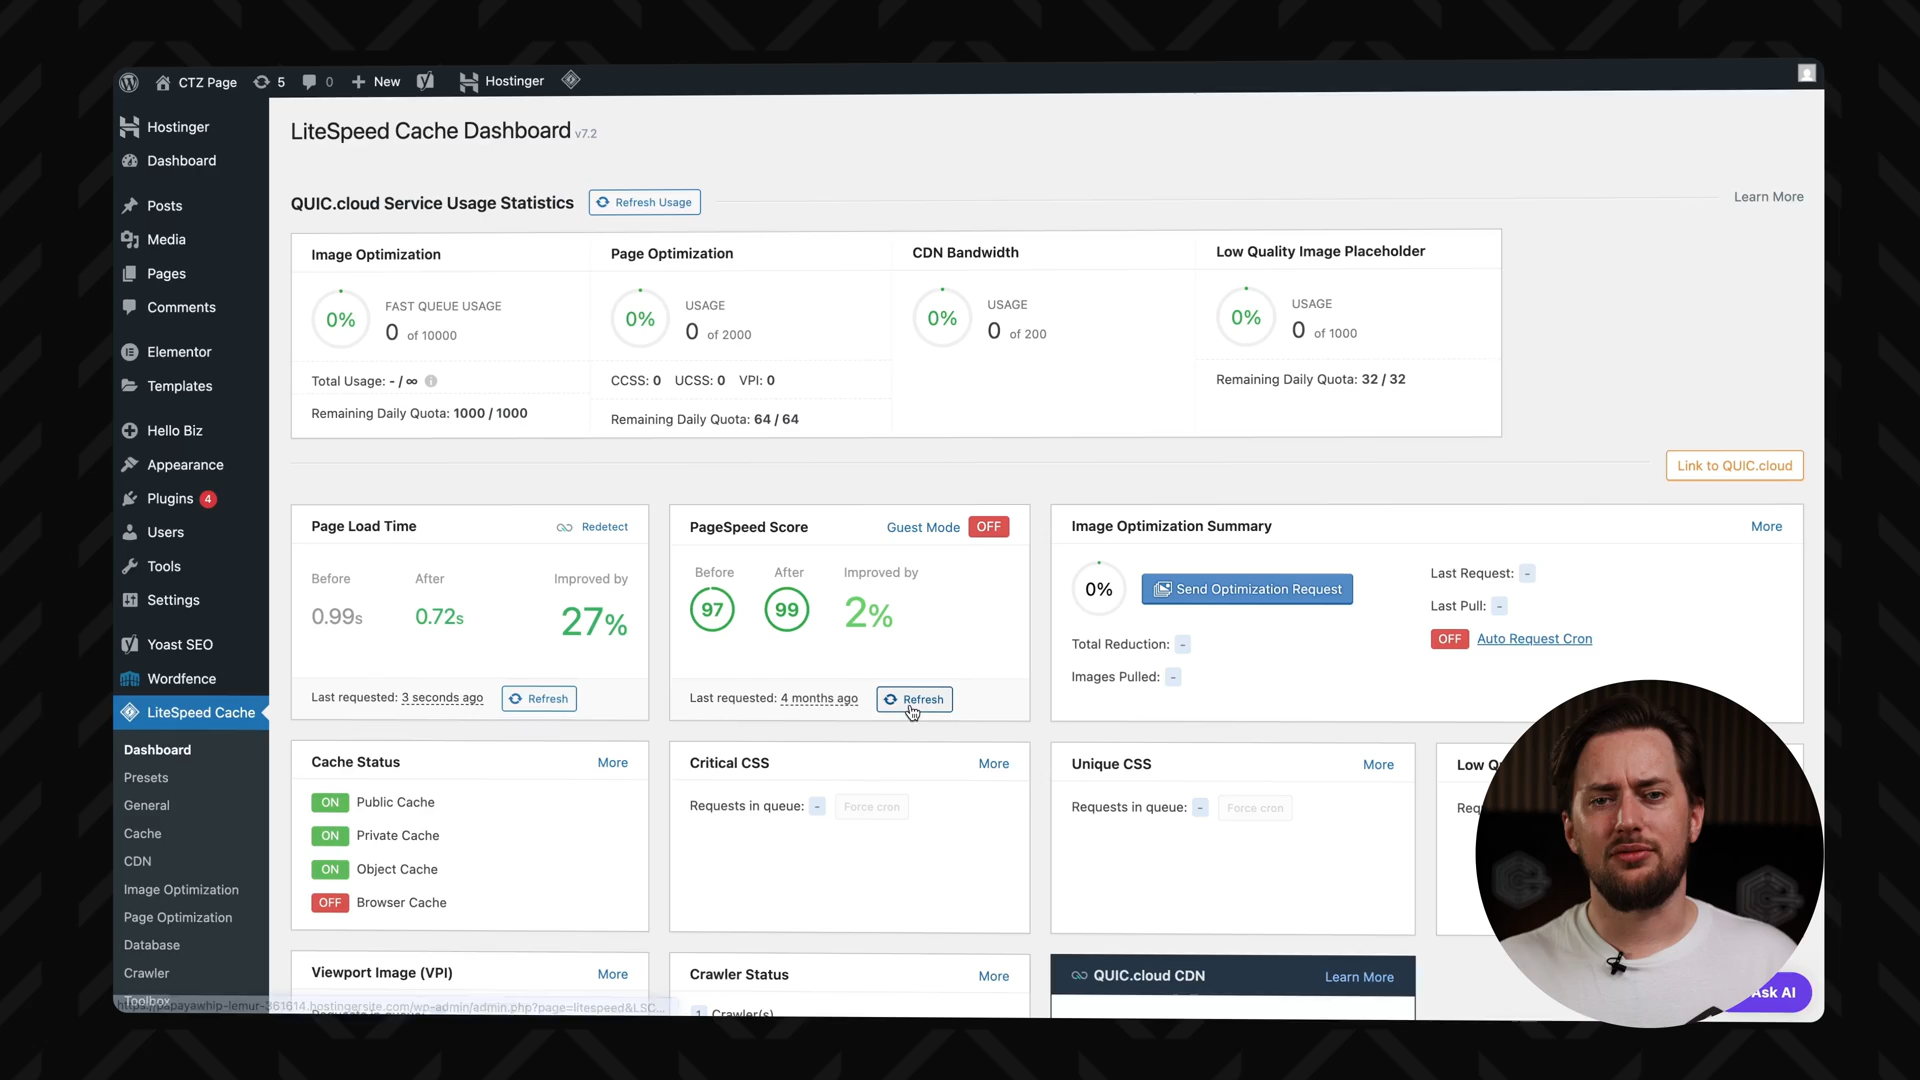 CTZ Page 5 0 New Hostinger
Hostinger
Dashboard
Posts
Media
Pages
Comments
Elementor
Templates
Hello Biz
Appearance
Plugins 4
Users
Tools
Settings
Yoast SEO
Wordfence
LiteSpeed Cache
Dashboard
Presets
General
Cache
CDN
Image Optimization
Page Optimization
Database
Crawler
Toolbox
LiteSpeed Cache Dashboard v7.2
QUIC.cloud Service Usage Statistics Refresh Usage Learn More
Image Optimization
0% FAST QUEUE USAGE
0 of 10000
Total Usage: - / ∞
Remaining Daily Quota: 1000 / 1000
Page Optimization
0% USAGE
0 of 2000
CCSS: 0 UCSS: 0 VPI: 0
Remaining Daily Quota: 64 / 64
CDN Bandwidth
0% USAGE
0 of 200
Low Quality Image Placeholder
0% USAGE
0 of 1000
Remaining Daily Quota: 32 / 32
Link to QUIC.cloud
Page Load Time Redetect
Before After Improved by
0.99s 0.72s 27%
Last requested: 3 seconds ago Refresh
PageSpeed Score Guest Mode OFF
Before After Improved by
97 99 2%
Last requested: 4 months ago Refresh
Image Optimization Summary More
0% Send Optimization Request
Total Reduction: -
Images Pulled: -
Last Request: -
Last Pull: -
OFF Auto Request Cron
Cache Status More
ON Public Cache
ON Private Cache
ON Object Cache
OFF Browser Cache
Critical CSS More
Requests in queue: - Force cron
Unique CSS More
Requests in queue: - Force cron
Low Q
Req
Viewport Image (VPI) More
Crawler Status More
1 Crawler(s)
QUIC.cloud CDN Learn More
Ask AI